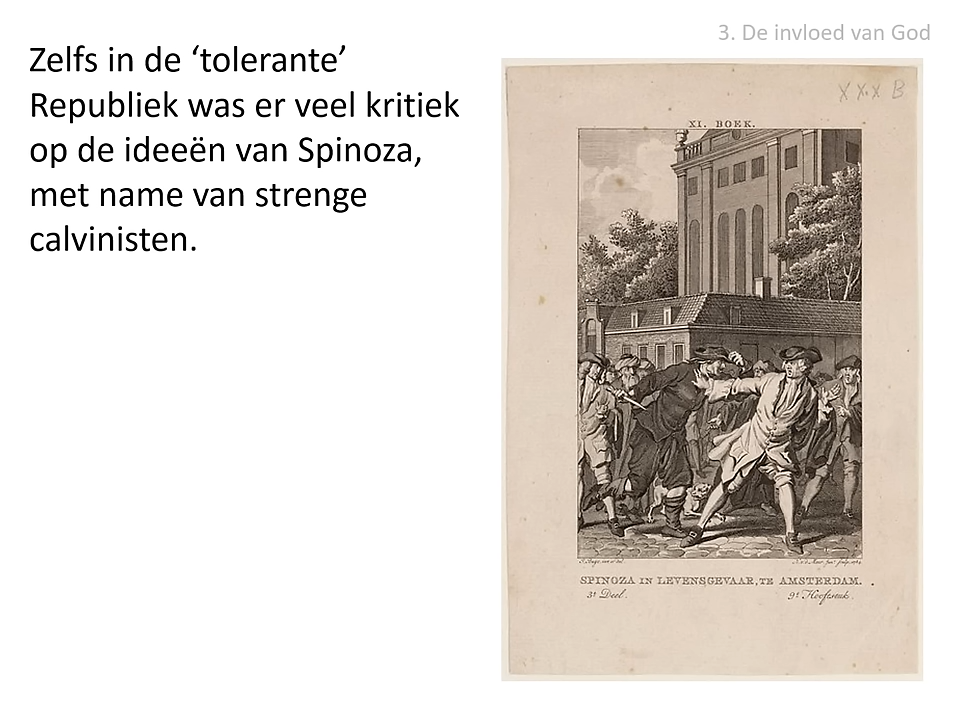 3. De invloed van God
Zelfs in de ‘tolerante’
Republiek was er veel kritiek
op de ideeën van Spinoza,
met name van strenge
calvinisten.
XXX B
XI. BOEK.
SPINOZA IN LEVENSGEVAAR, TE AMSTERDAM.
3e Deel. 9e Hoofdstuk.